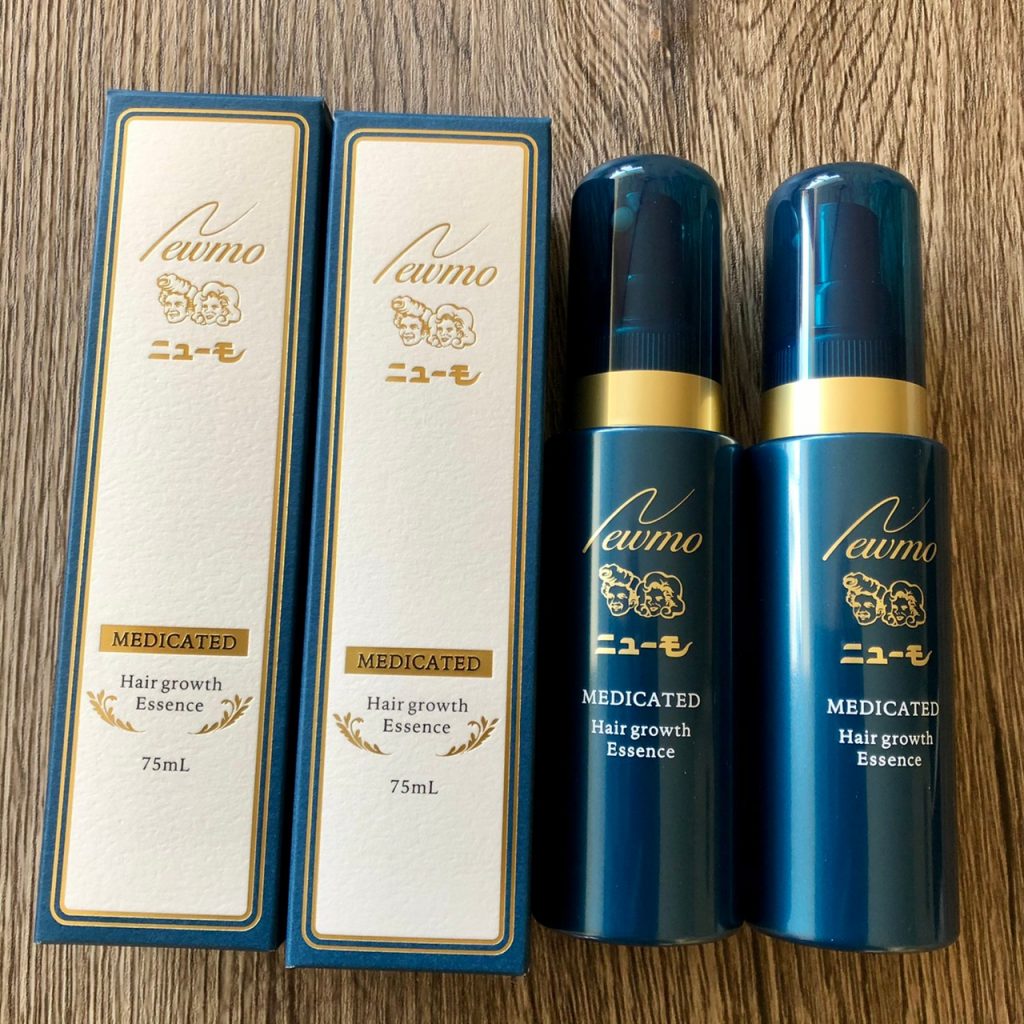 Newmo
ニューモ
MEDICATED
Hair growth
Essence
75mL
Newmo
ニューモ
MEDICATED
Hair growth
Essence
75mL
Newmo
ニューモ
MEDICATED
Hair growth
Essence
Newmo
ニューモ
MEDICATED
Hair growth
Essence